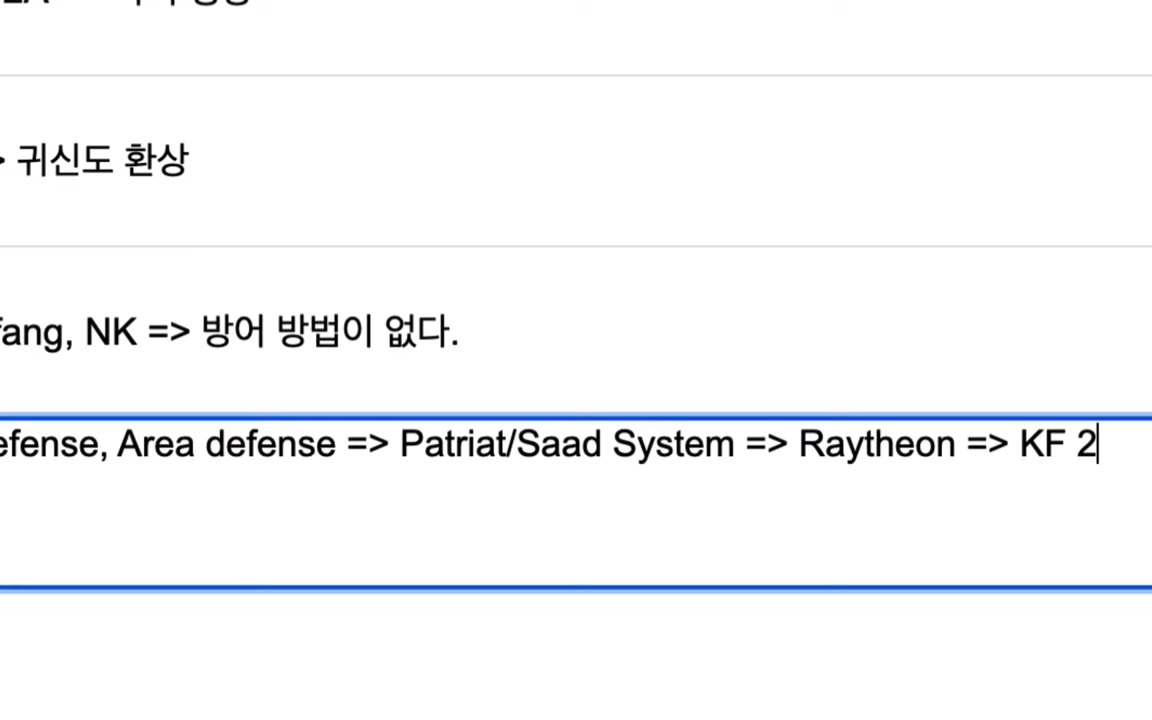 귀신도 환상
fang, NK => 방어 방법이 없다.
efense, Area defense => Patriat/Saad System => Raytheon => KF 2